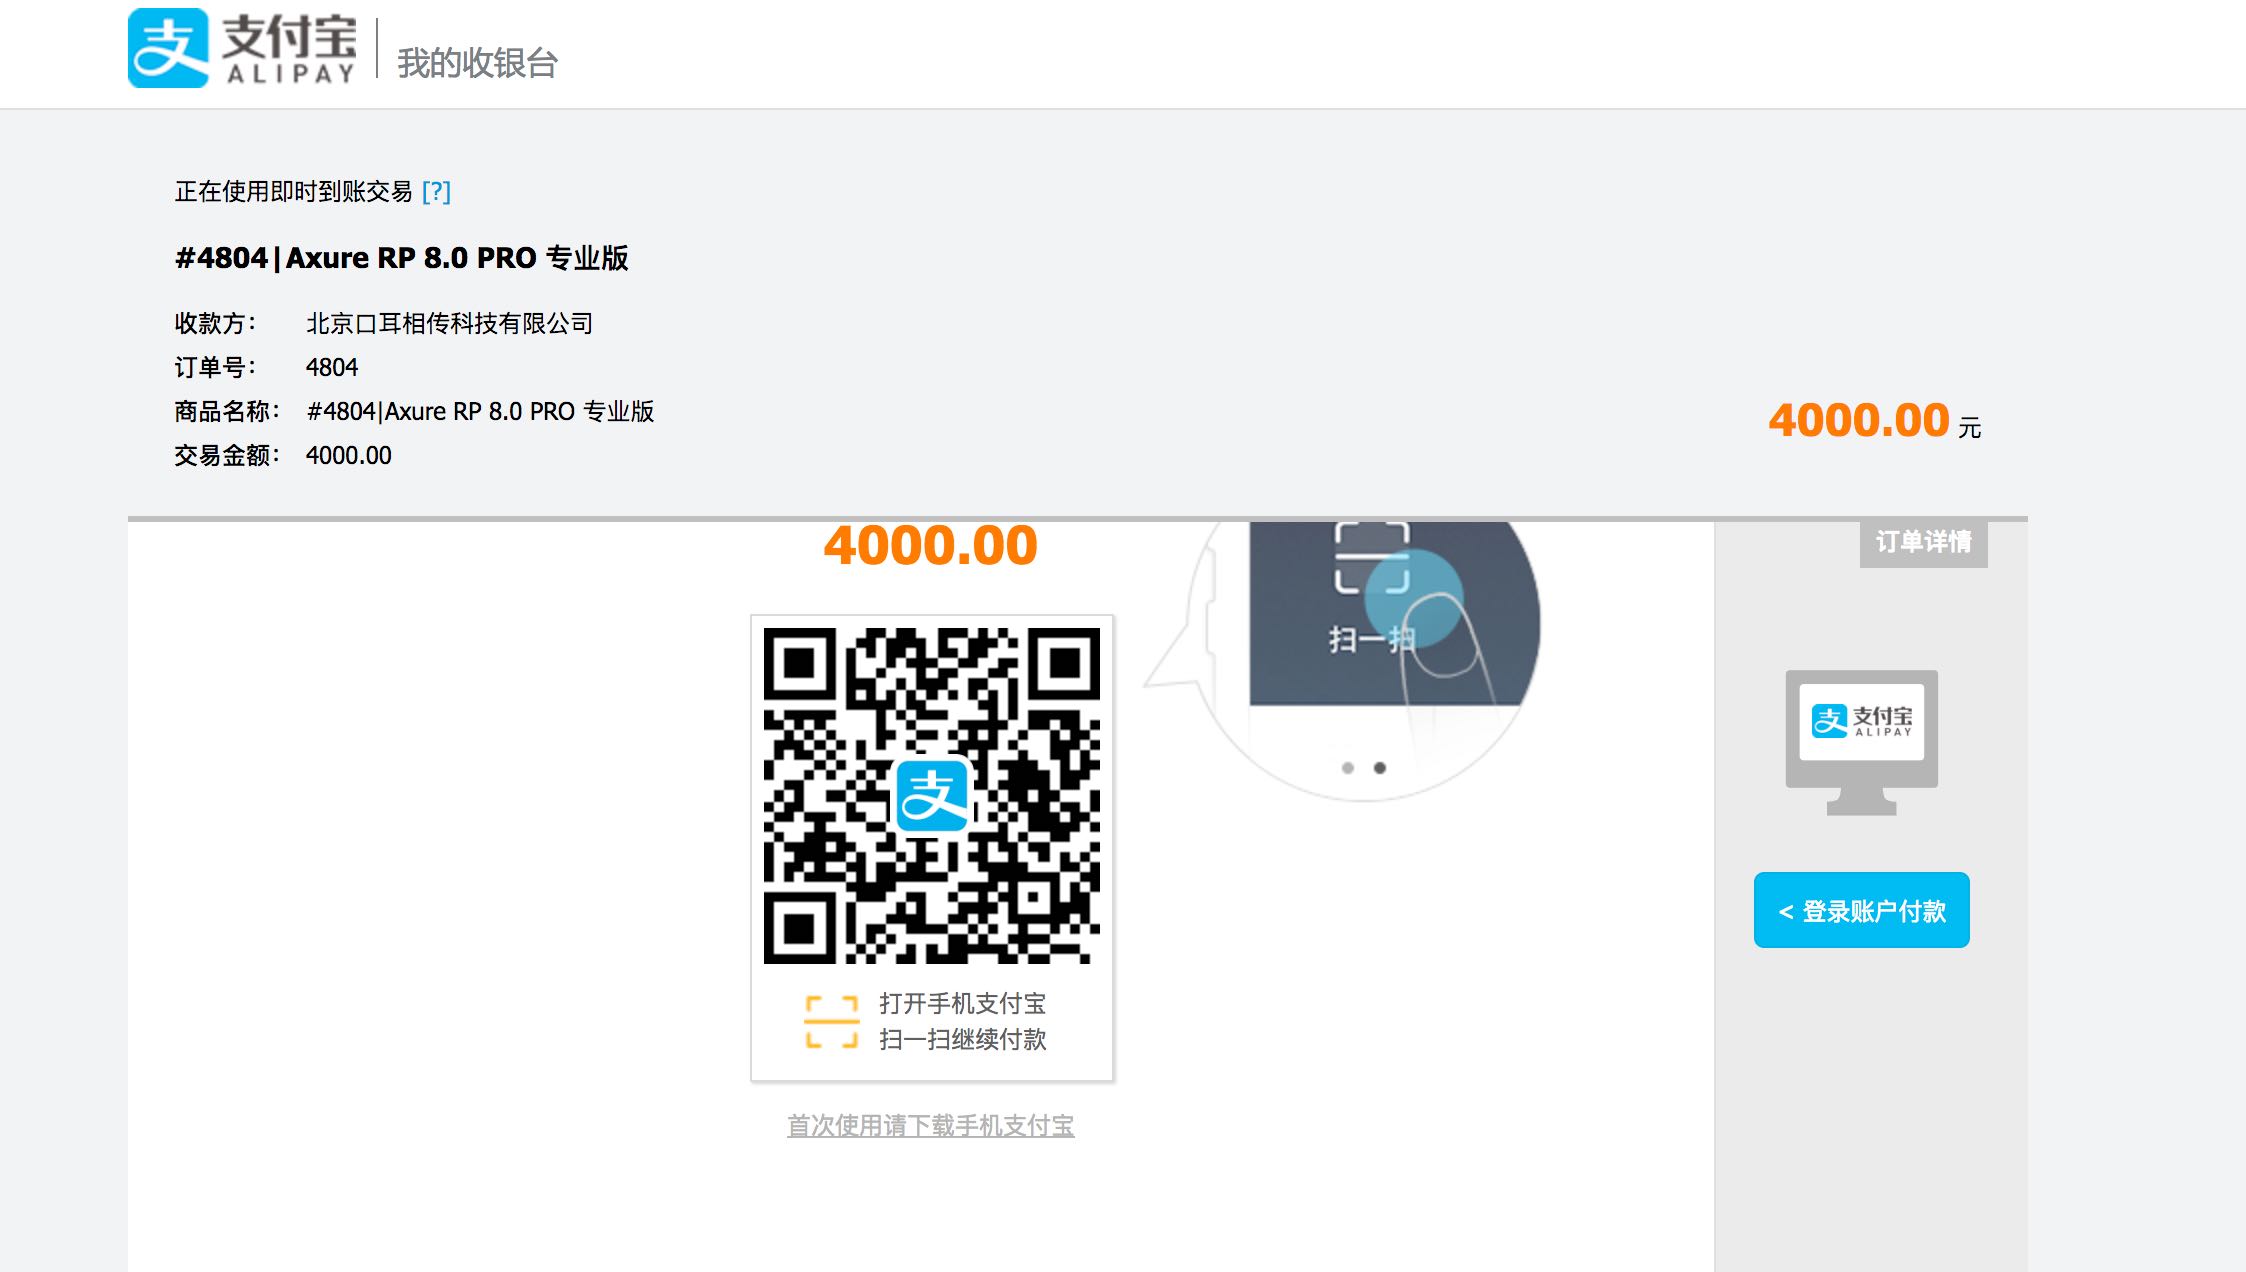 支付宝
ALIPAY
我的收银台
正在使用即时到账交易 [?]
#4804|Axure RP 8.0 PRO 专业版
收款方： 北京口耳相传科技有限公司
订单号： 4804
商品名称： #4804|Axure RP 8.0 PRO 专业版
交易金额： 4000.00
4000.00 元
4000.00
订单详情
扫一扫
支
支付宝
ALIPAY
< 登录账户付款
打开手机支付宝
扫一扫继续付款
首次使用请下载手机支付宝